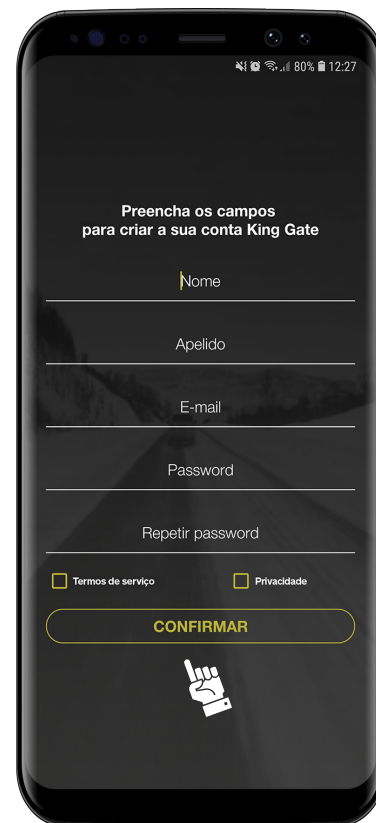 80% 12:27
Preencha os campos
para criar a sua conta King Gate
Nome
Apelido
E-mail
Password
Repetir password
Termos de serviço
Privacidade
CONFIRMAR